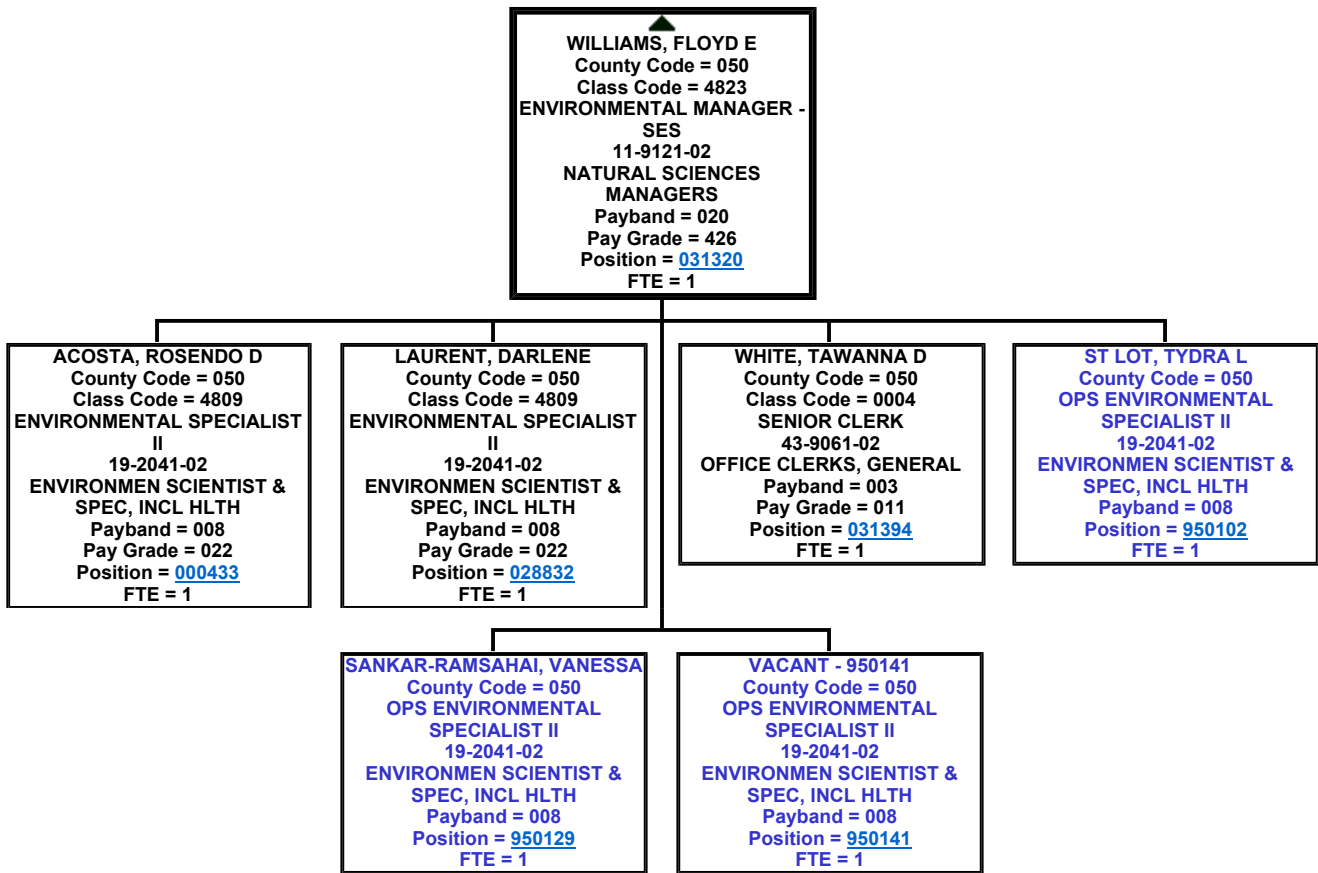 WILLIAMS, FLOYD E
County Code = 050
Class Code = 4823
ENVIRONMENTAL MANAGER -
SES
11-9121-02
NATURAL SCIENCES
MANAGERS
Payband = 020
Pay Grade = 426
Position = 031320
FTE = 1
ACOSTA, ROSENDO D
County Code = 050
Class Code = 4809
ENVIRONMENTAL SPECIALIST
II
19-2041-02
ENVIRONMEN SCIENTIST &
SPEC, INCL HLTH
Payband = 008
Pay Grade = 022
Position = 000433
FTE = 1
LAURENT, DARLENE
County Code = 050
Class Code = 4809
ENVIRONMENTAL SPECIALIST
II
19-2041-02
ENVIRONMEN SCIENTIST &
SPEC, INCL HLTH
Payband = 008
Pay Grade = 022
Position = 028832
FTE = 1
WHITE, TAWANNA D
County Code = 050
Class Code = 0004
SENIOR CLERK
43-9061-02
OFFICE CLERKS, GENERAL
Payband = 003
Pay Grade = 011
Position = 031394
FTE = 1
ST LOT, TYDRA L
County Code = 050
OPS ENVIRONMENTAL
SPECIALIST II
19-2041-02
ENVIRONMEN SCIENTIST &
SPEC, INCL HLTH
Payband = 008
Position = 950102
FTE = 1
SANKAR-RAMSAHAI, VANESSA
County Code = 050
OPS ENVIRONMENTAL
SPECIALIST II
19-2041-02
ENVIRONMEN SCIENTIST &
SPEC, INCL HLTH
Payband = 008
Position = 950129
FTE = 1
VACANT - 950141
County Code = 050
OPS ENVIRONMENTAL
SPECIALIST II
19-2041-02
ENVIRONMEN SCIENTIST &
SPEC, INCL HLTH
Payband = 008
Position = 950141
FTE = 1